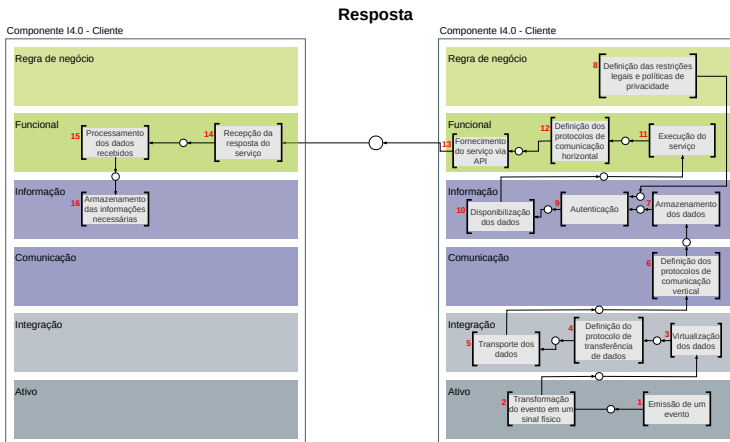 Resposta
Componente I4.0 - Cliente
Regra de negócio
Funcional
15
Processamento
dos dados
recebidos
14
Recepção da
resposta do
serviço
Informação
16
Armazenamento
das informações
necessárias
Comunicação
Integração
Ativo
Componente I4.0 - Cliente
Regra de negócio
8
Definição das restrições
legais e políticas de
privacidade
Funcional
13
Fornecimento
do serviço via
API
12
Definição dos
protocolos de
comunicação
horizontal
11
Execução do
serviço
Informação
10
Disponibilização
dos dados
9
Autenticação
7
Armazenamento
dos dados
Comunicação
6
Definição dos
protocolos de
comunicação
vertical
Integração
5
Transporte dos
dados
4
Definição do
protocolo de
transferência
de dados
3
Virtualização
dos dados
Ativo
2
Transformação
do evento em um
sinal físico
1
Emissão de um
evento